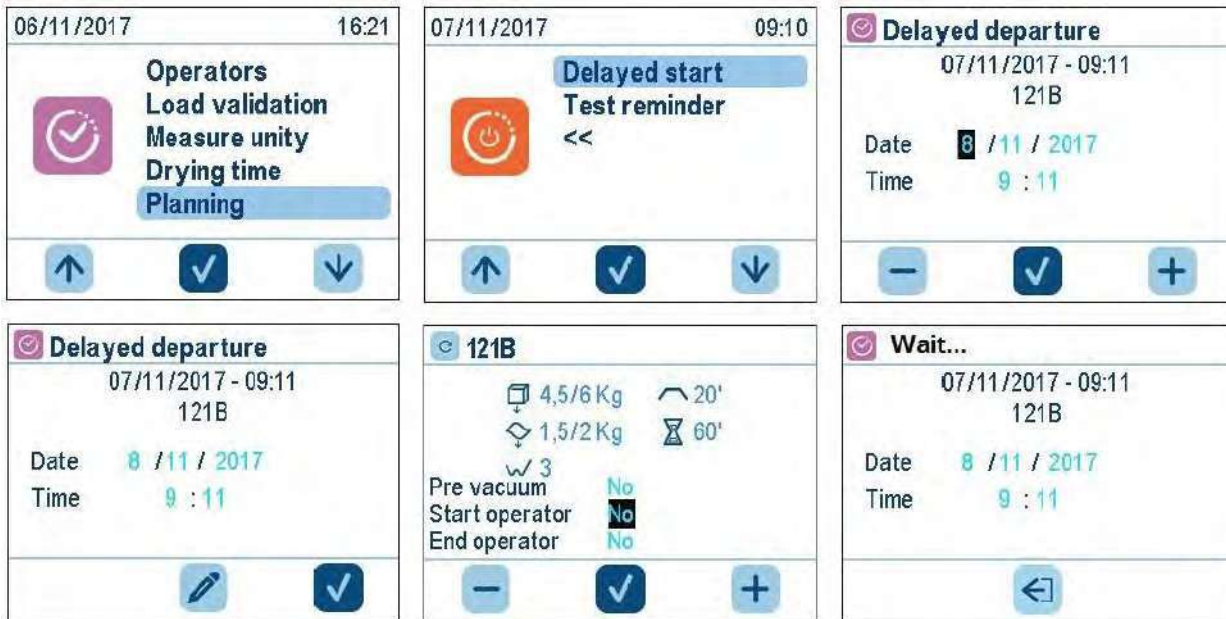 06/11/2017 16:21
Operators
Load validation
Measure unity
Drying time
Planning
07/11/2017 09:10
Delayed start
Test reminder
<<
Delayed departure
07/11/2017 - 09:11
121B
Date 8 / 11 / 2017
Time 9 : 11
Delayed departure
07/11/2017 - 09:11
121B
Date 8 / 11 / 2017
Time 9 : 11
121B
4,5/6 Kg 20'
1,5/2 Kg 60'
3
Pre vacuum No
Start operator No
End operator No
Wait...
07/11/2017 - 09:11
121B
Date 8 / 11 / 2017
Time 9 : 11